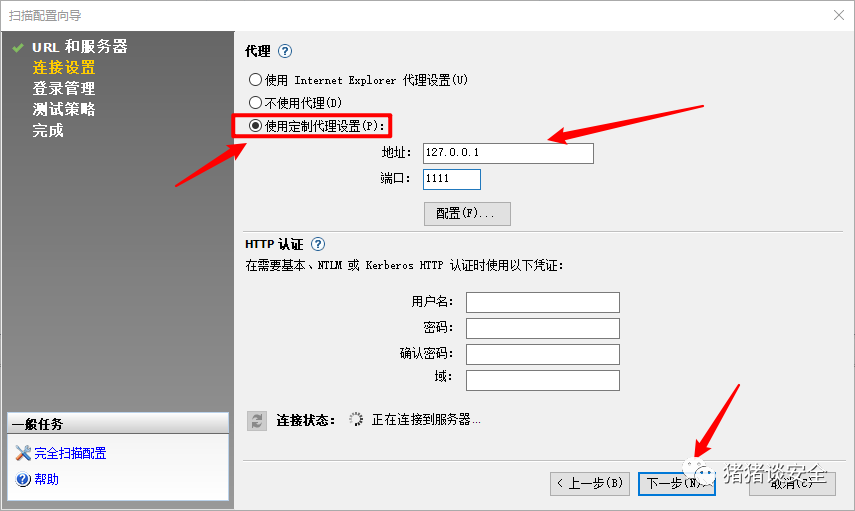 扫描配置向导
URL 和服务器
连接设置
登录管理
测试策略
完成
代理
使用 Internet Explorer 代理设置(U)
不使用代理(D)
使用定制代理设置(P):
地址: 127.0.0.1
端口: 1111
配置(F)...
HTTP 认证
在需要基本、NTLM 或 Kerberos HTTP 认证时使用以下凭证:
用户名:
密码:
确认密码:
域:
连接状态: 正在连接到服务器...
一般任务
完全扫描配置
帮助
< 上一步(B) 下一步(N) > 取消(C)
猪猪谈安全